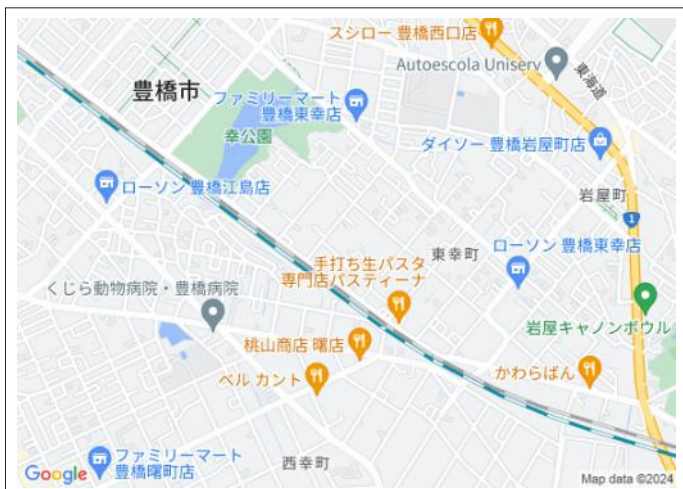 スシロー 豊橋西口店
Autoescola Universo
東海道
豊橋市
ファミリーマート
豊橋東幸店
幸公園
ダイソー 豊橋岩屋町店
ローソン 豊橋江島店
岩屋町
1
東幸町
ローソン 豊橋東幸店
手打ち生パスタ
専門店パスティーナ
くじら動物病院・豊橋病院
岩屋キャノンボウル
桃山商店 曙店
かわらばん
ベル カント
ファミリーマート
豊橋曙町店
西幸町
Google
Map data ©2024